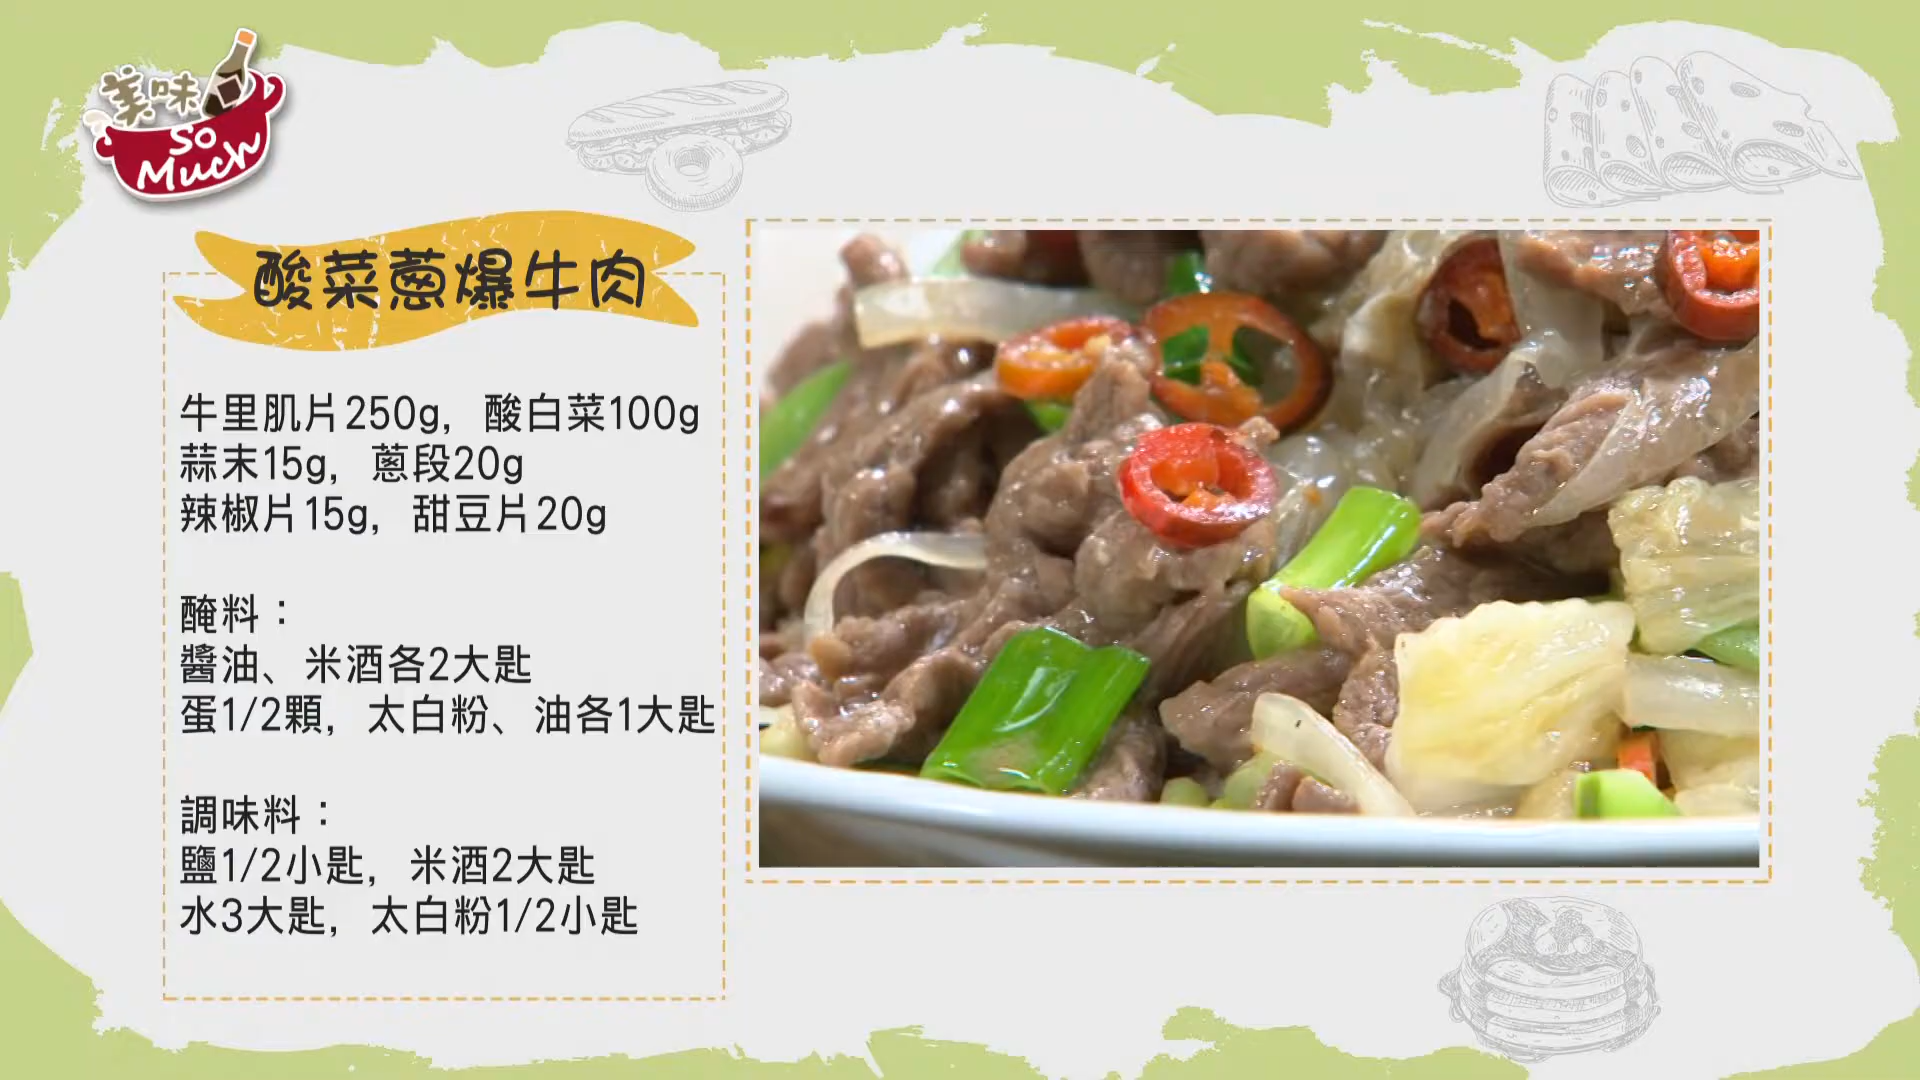 美味
So
Much
酸菜蔥爆牛肉
牛里肌片250g，酸白菜100g
蒜末15g，蔥段20g
辣椒片15g，甜豆片20g
醃料：
醬油、米酒各2大匙
蛋1/2顆，太白粉、油各1大匙
調味料：
鹽1/2小匙，米酒2大匙
水3大匙，太白粉1/2小匙